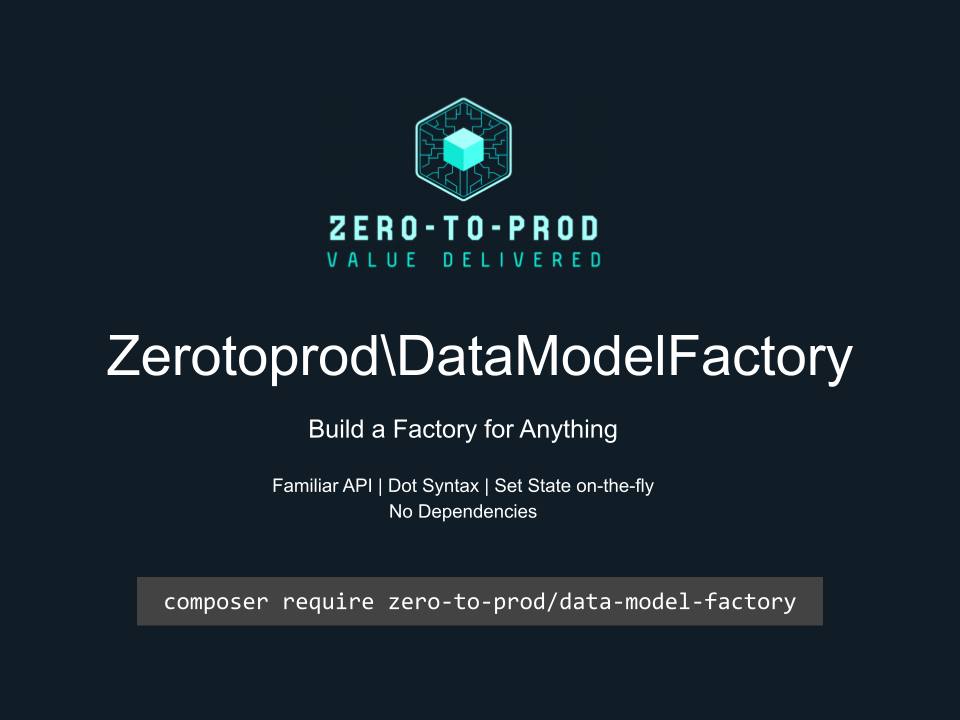 ZERO-TO-PROD
VALUE DELIVERED
Zerotoprod\DataModelFactory
Build a Factory for Anything
Familiar API | Dot Syntax | Set State on-the-fly
No Dependencies
composer require zero-to-prod/data-model-factory